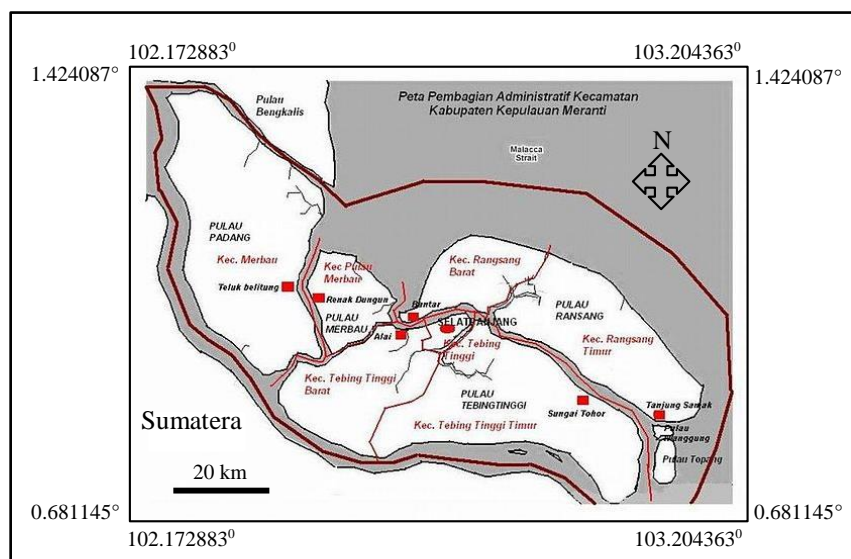 102.172883⁰ 103.204363⁰
1.424087° 1.424087°
Peta Pembagian Administratif Kecamatan
Kabupaten Kepulauan Meranti
Pulau
Bengkalis
Malacca
Strait
N
PULAU
PADANG
Kec. Merbau
Teluk belitung
Kec Pulau
Merbau
Renak Dungun
PULAU
MERBAU
Alai
Kec. Rangsang
Barat
Bantar
SELATPANJANG
Kec. Tebing
Tinggi
PULAU
RANSANG
Kec. Rangsang
Timur
Kec. Tebing Tinggi
Barat
PULAU
TEBINGTINGGI
Kec. Tebing Tinggi Timur
Sungai Tohor
Tanjung Samak
Pulau
Manggung
Pulau Topang
Sumatera
20 km
0.681145° 0.681145°
102.172883⁰ 103.204363⁰